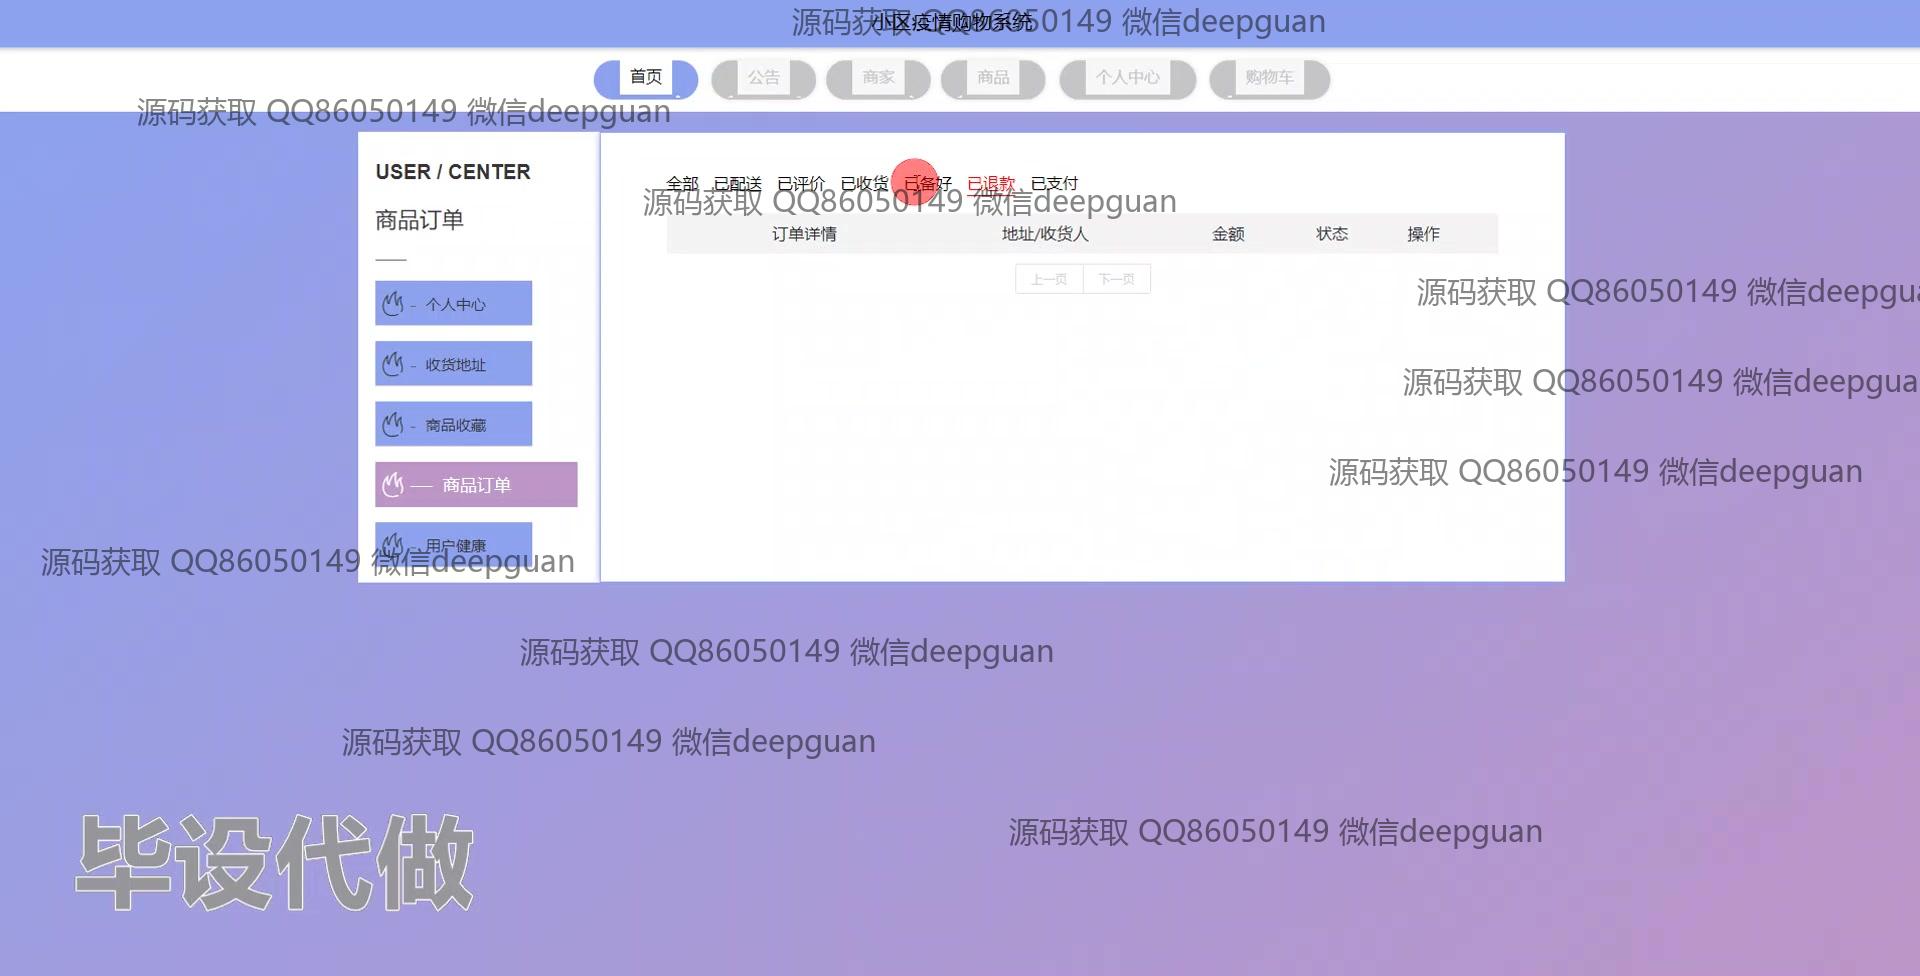 小区疫情购物系统
源码获取 QQ86050149 微信deepguan
首页 公告 商家 商品 个人中心 购物车
源码获取 QQ86050149 微信deepguan
USER / CENTER
商品订单
个人中心
收货地址
商品收藏
商品订单
用户健康
全部 已配送 已评价 已收货 已备好 已退款 已支付
源码获取 QQ86050149 微信deepguan
订单详情 地址/收货人 金额 状态 操作
上一页 下一页
源码获取 QQ86050149 微信deepgua
源码获取 QQ86050149 微信deepgua
源码获取 QQ86050149 微信deepguan
源码获取 QQ86050149 微信deepguan
源码获取 QQ86050149 微信deepguan
源码获取 QQ86050149 微信deepguan
源码获取 QQ86050149 微信deepguan
毕设代做